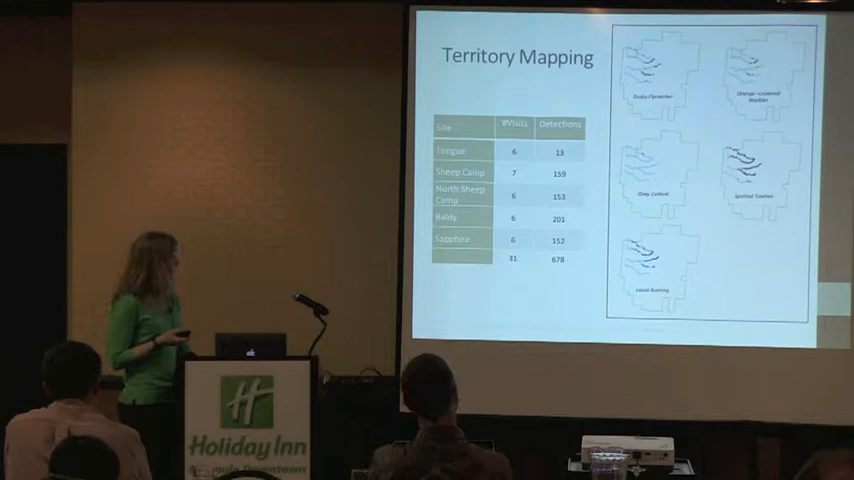 Territory Mapping
Site #Visits Detections
Tongue 6 13
Sheep Camp 7 159
North Sheep
Camp 6 153
Baldy 6 201
Sapphire 6 152
31 678
Dusky Flycatcher
Orange-crowned
Warbler
Gray Catbird
Spotted Towhee
Lazuli Bunting
H
Holiday Inn
Missoula Downtown